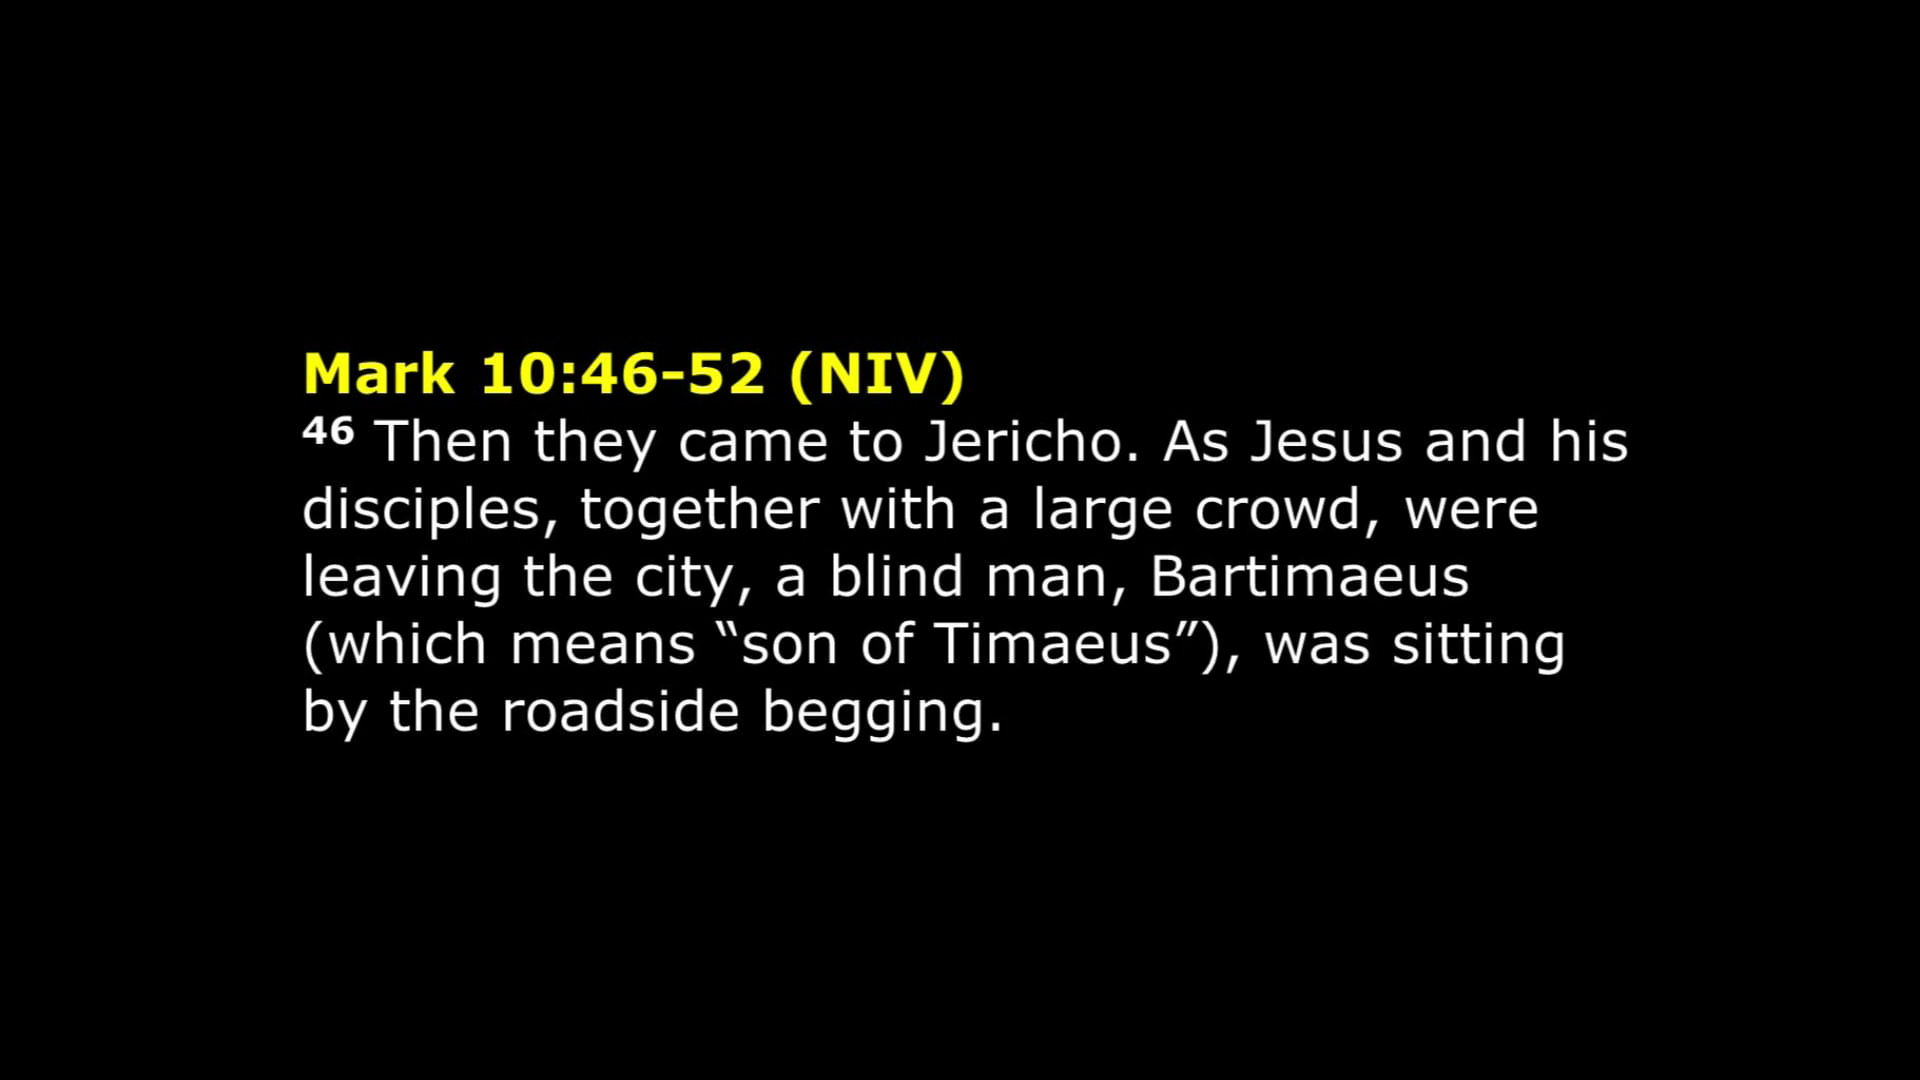 Mark 10:46-52 (NIV)
46 Then they came to Jericho. As Jesus and his
disciples, together with a large crowd, were
leaving the city, a blind man, Bartimaeus
(which means “son of Timaeus”), was sitting
by the roadside begging.